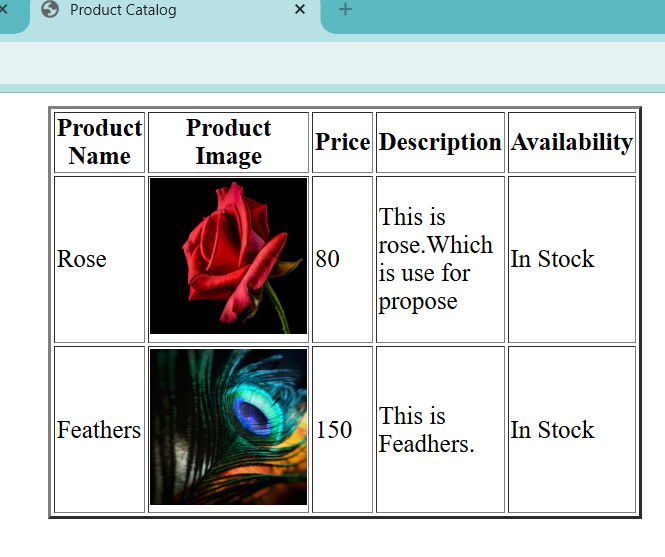 Product Catalog
Product Name
Product Image
Price
Description
Availability
Rose
80
This is
rose.Which
is use for
propose
In Stock
Feathers
150
This is
Feadhers.
In Stock